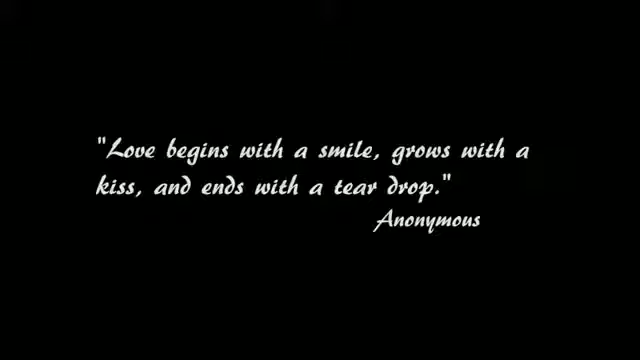 "Love begins with a smile, grows with a
kiss, and ends with a tear drop."
Anonymous